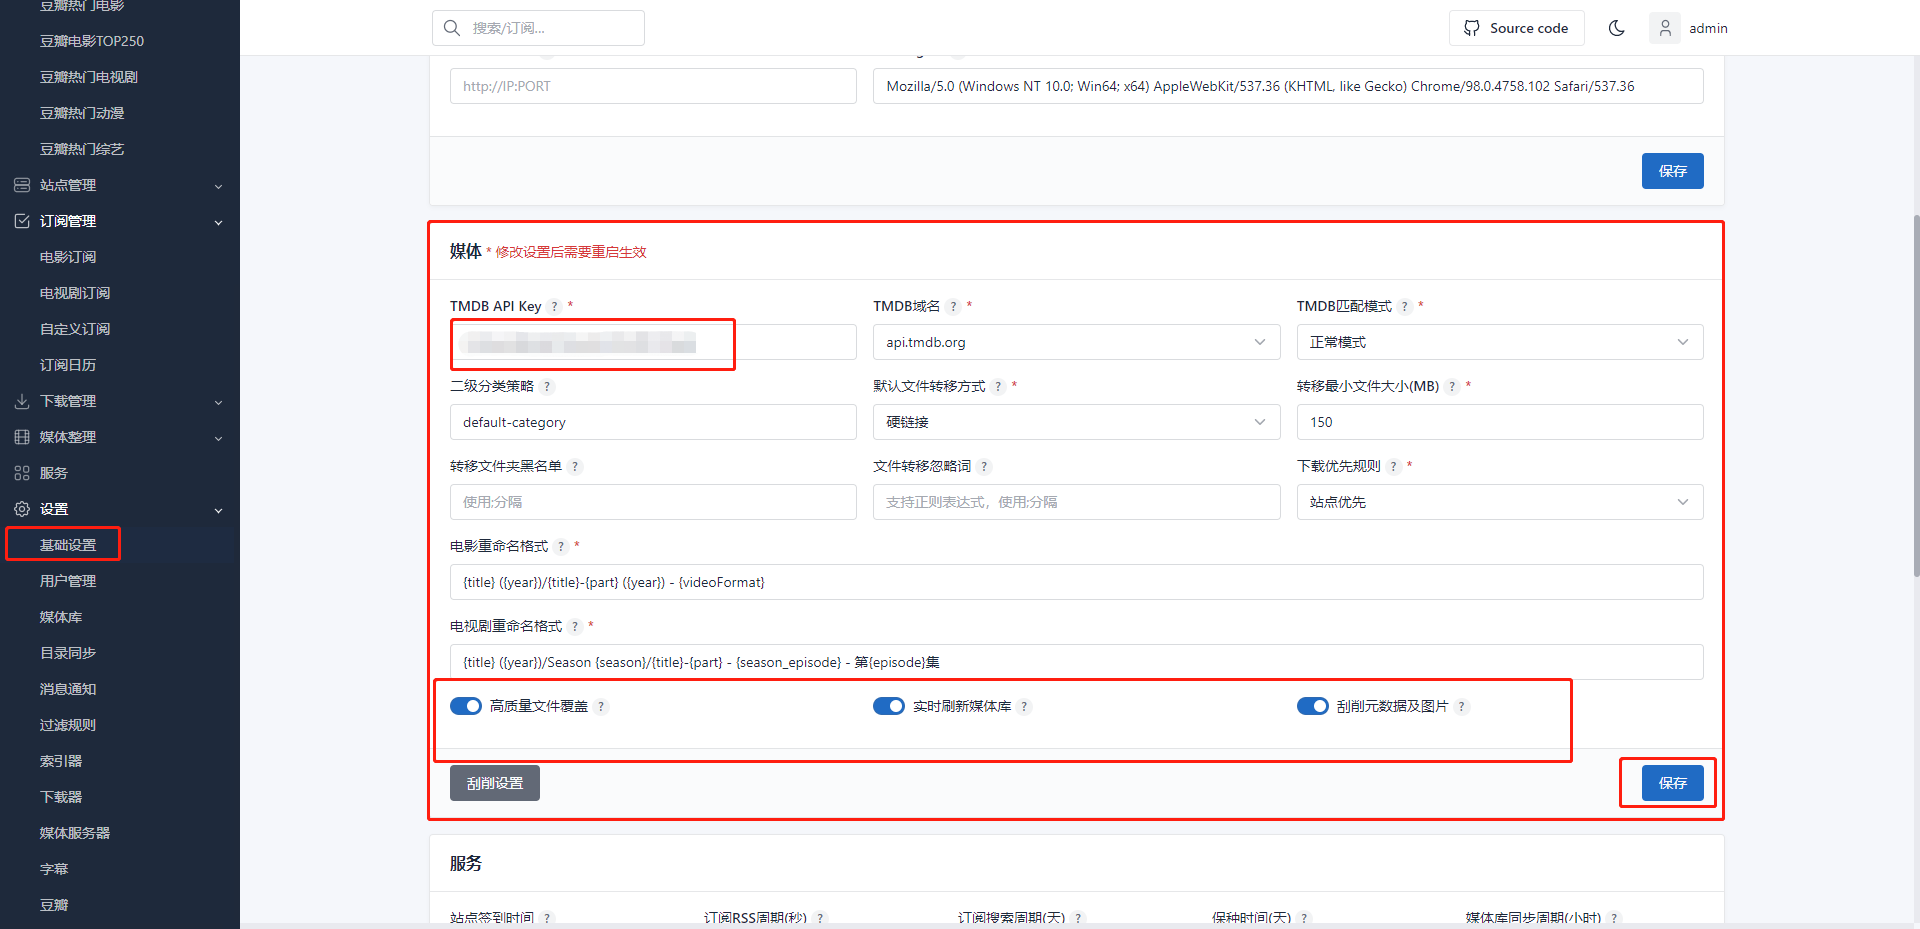 豆瓣热门电影
豆瓣电影TOP250
豆瓣热门电视剧
豆瓣热门动漫
豆瓣热门综艺
站点管理
订阅管理
电影订阅
电视剧订阅
自定义订阅
订阅日历
下载管理
媒体整理
服务
设置
基础设置
用户管理
媒体库
目录同步
消息通知
过滤规则
索引器
下载器
媒体服务器
字幕
豆瓣
搜索/订阅...
Source code
admin
http://IP:PORT
Mozilla/5.0 (Windows NT 10.0; Win64; x64) AppleWebKit/537.36 (KHTML, like Gecko) Chrome/98.0.4758.102 Safari/537.36
保存
媒体 * 修改设置后需要重启生效
TMDB API Key ? *
TMDB域名 ? *
TMDB匹配模式 ? *
api.tmdb.org
正常模式
二级分类策略 ?
默认文件转移方式 ? *
转移最小文件大小(MB) ? *
default-category
硬链接
150
转移文件夹黑名单 ?
文件转移忽略词 ?
下载优先规则 ? *
使用;分隔
支持正则表达式，使用;分隔
站点优先
电影重命名格式 ? *
{title} ({year})/{title}-{part} ({year}) - {videoFormat}
电视剧重命名格式 ? *
{title} ({year})/Season {season}/{title}-{part} - {season_episode} - 第{episode}集
高质量文件覆盖 ?
实时刷新媒体库 ?
刮削元数据及图片 ?
刮削设置
保存
服务
站点签到时间 ?
订阅RSS周期(秒) ?
订阅搜索周期(天) ?
保种时间(天) ?
媒体库同步周期(小时) ?